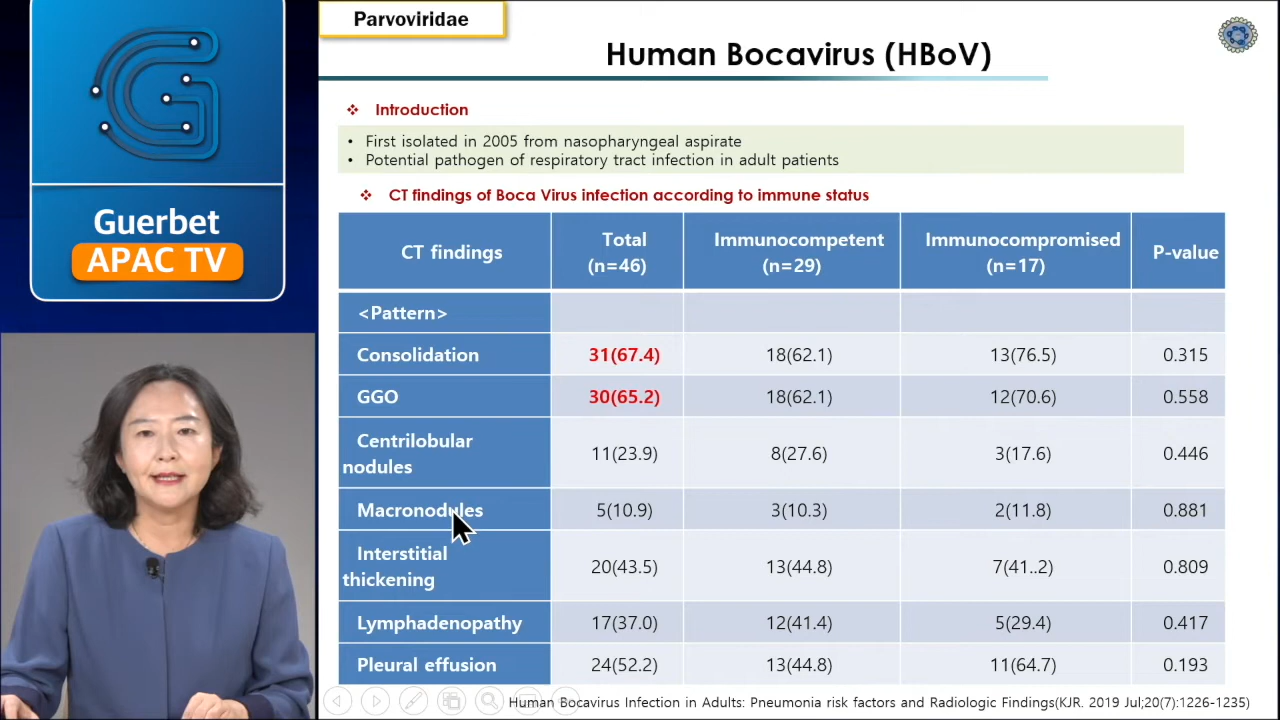 Parvoviridae
Human Bocavirus (HBoV)
Guerbet
APAC TV
❖ Introduction
• First isolated in 2005 from nasopharyngeal aspirate
• Potential pathogen of respiratory tract infection in adult patients
❖ CT findings of Boca Virus infection according to immune status
CT findings Total (n=46) Immunocompetent (n=29) Immunocompromised (n=17) P-value
<Pattern>
Consolidation 31(67.4) 18(62.1) 13(76.5) 0.315
GGO 30(65.2) 18(62.1) 12(70.6) 0.558
Centrilobular nodules 11(23.9) 8(27.6) 3(17.6) 0.446
Macronodules 5(10.9) 3(10.3) 2(11.8) 0.881
Interstitial thickening 20(43.5) 13(44.8) 7(41..2) 0.809
Lymphadenopathy 17(37.0) 12(41.4) 5(29.4) 0.417
Pleural effusion 24(52.2) 13(44.8) 11(64.7) 0.193
Human Bocavirus Infection in Adults: Pneumonia risk factors and Radiologic Findings(KJR. 2019 Jul;20(7):1226-1235)